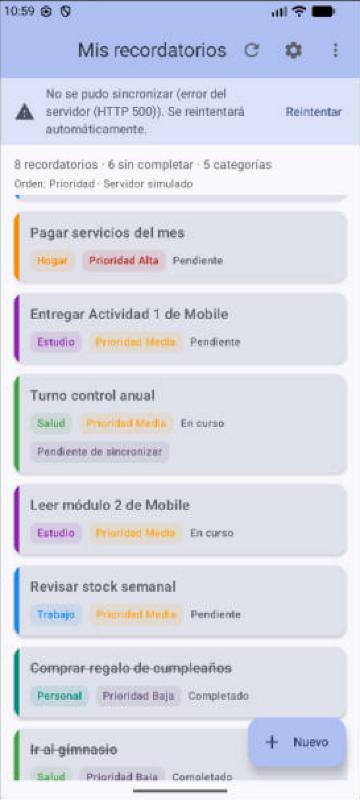 10:59
Mis recordatorios
No se pudo sincronizar (error del
servidor (HTTP 500)). Se reintentará
automáticamente.
Reintentar
8 recordatorios · 6 sin completar · 5 categorías
Orden: Prioridad · Servidor simulado
Pagar servicios del mes
Hogar Prioridad Alta Pendiente
Entregar Actividad 1 de Mobile
Estudio Prioridad Media Pendiente
Turno control anual
Salud Prioridad Media En curso
Pendiente de sincronizar
Leer módulo 2 de Mobile
Estudio Prioridad Media En curso
Revisar stock semanal
Trabajo Prioridad Media Pendiente
Comprar regalo de cumpleaños
Personal Prioridad Baja Completado
Ir al gimnasio
Salud Prioridad Baja Completado
+ Nuevo